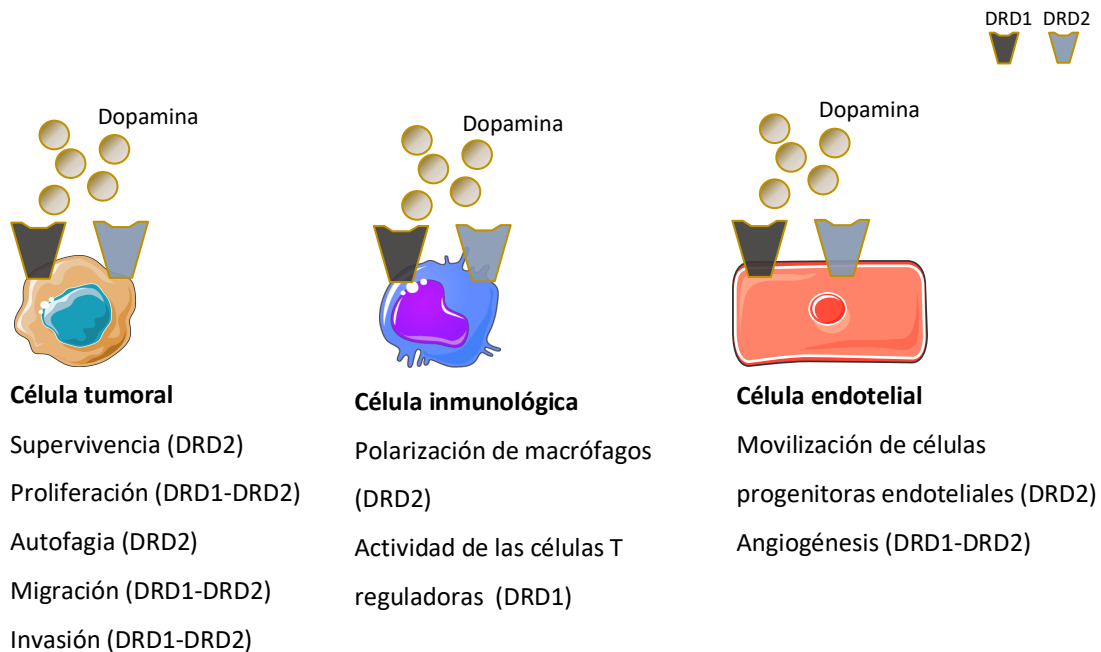 DRD1 DRD2
Dopamina
Dopamina
Dopamina
Célula tumoral
Supervivencia (DRD2)
Proliferación (DRD1-DRD2)
Autofagia (DRD2)
Migración (DRD1-DRD2)
Invasión (DRD1-DRD2)
Célula inmunológica
Polarización de macrófagos
(DRD2)
Actividad de las células T
reguladoras (DRD1)
Célula endotelial
Movilización de células
progenitoras endoteliales (DRD2)
Angiogénesis (DRD1-DRD2)